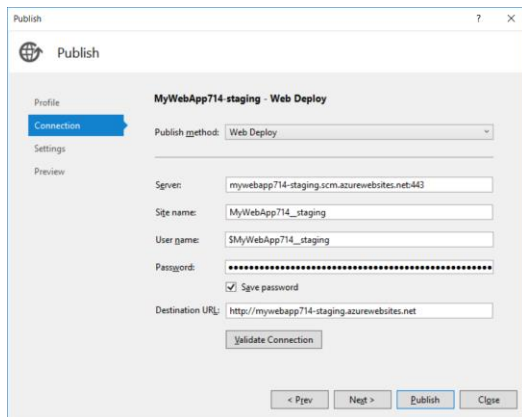 Publish ? ×
Publish
Profile
Connection
Settings
Preview
MyWebApp714-staging - Web Deploy
Publish method: Web Deploy
Server: mywebapp714-staging.scm.azurewebsites.net:443
Site name: MyWebApp714__staging
User name: $MyWebApp714__staging
Password: ••••••••••••••••••••••••••••••••••••••••••••••••••••••••••••
Save password
Destination URL: http://mywebapp714-staging.azurewebsites.net
Validate Connection
< Prev Next > Publish Close